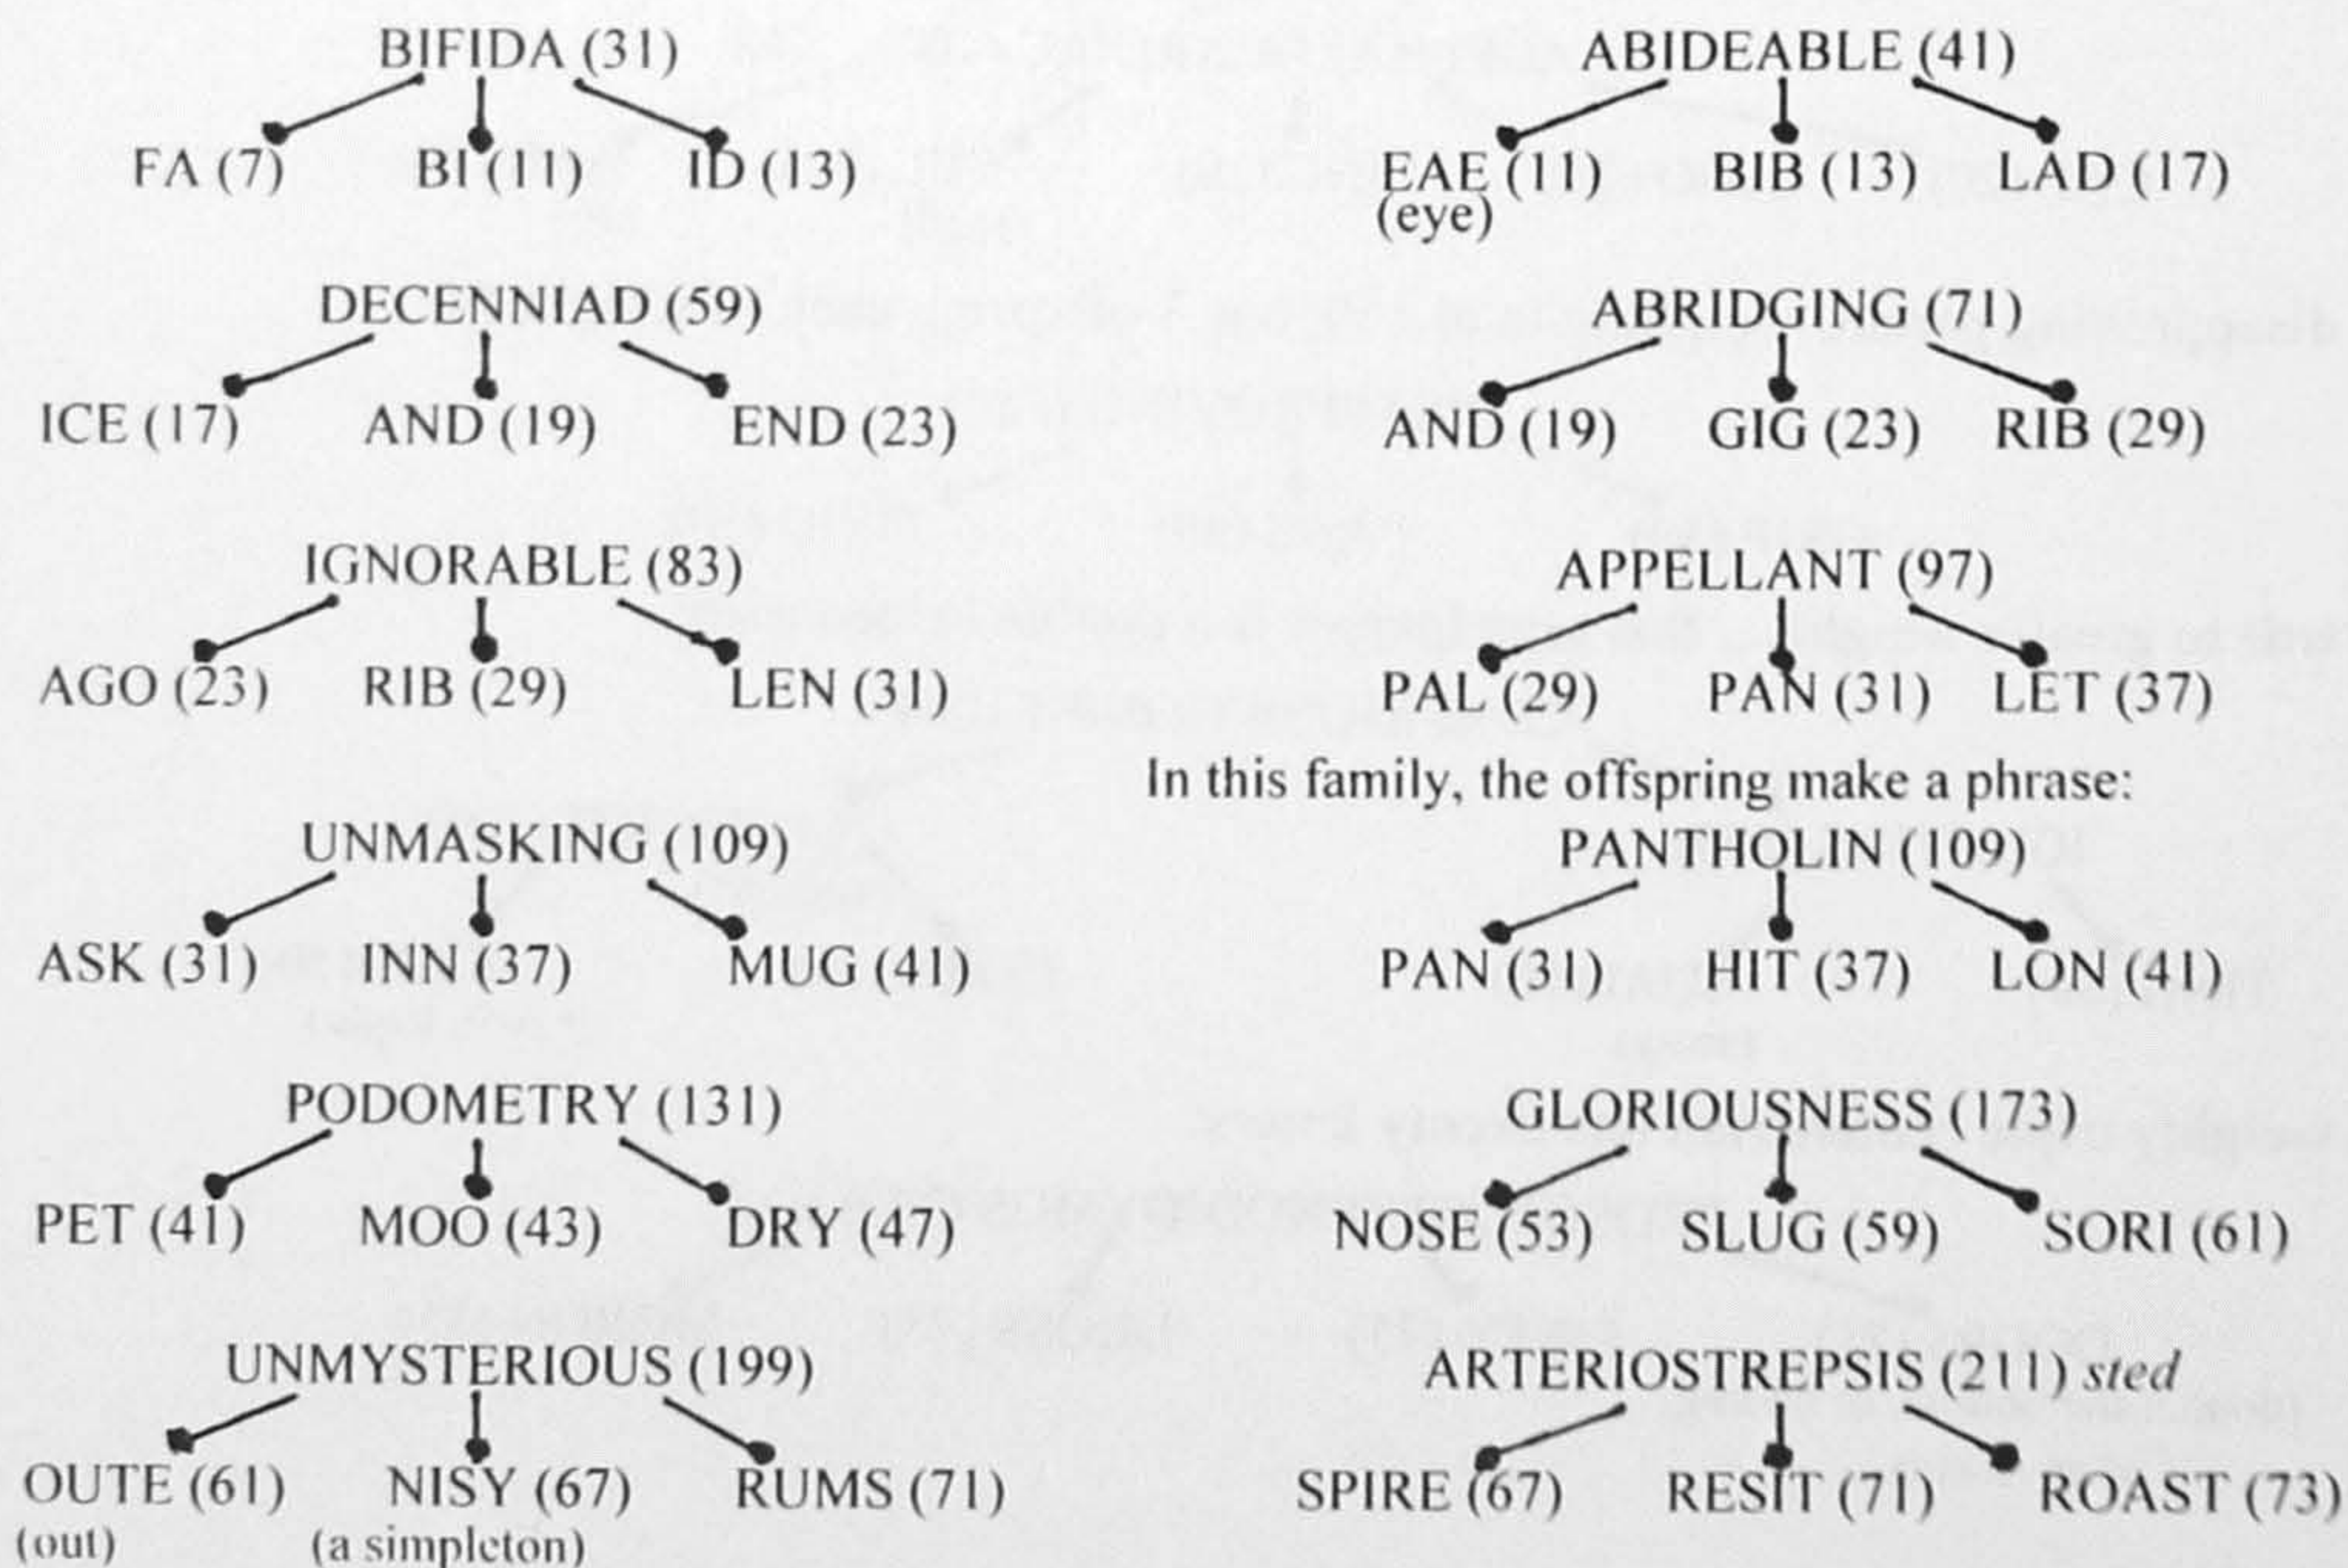 BIFIDA (31)
FA (7) BI (11) ID (13)
ABIDEABLE (41)
EAE (11) BIB (13) LAD (17)
(eye)
DECENNIAD (59)
ICE (17) AND (19) END (23)
ABRIDGING (71)
AND (19) GIG (23) RIB (29)
IGNORABLE (83)
AGO (23) RIB (29) LEN (31)
APPELLANT (97)
PAL (29) PAN (31) LET (37)
In this family, the offspring make a phrase:
UNMASKING (109)
ASK (31) INN (37) MUG (41)
PANTHOLIN (109)
PAN (31) HIT (37) LON (41)
PODOMETRY (131)
PET (41) MOO (43) DRY (47)
GLORIOUSNESS (173)
NOSE (53) SLUG (59) SORI (61)
UNMYSTERIOUS (199)
OUTE (61) NISY (67) RUMS (71)
(out) (a simpleton)
ARTERIOSTREPSIS (211) sted
SPIRE (67) RESIT (71) ROAST (73)